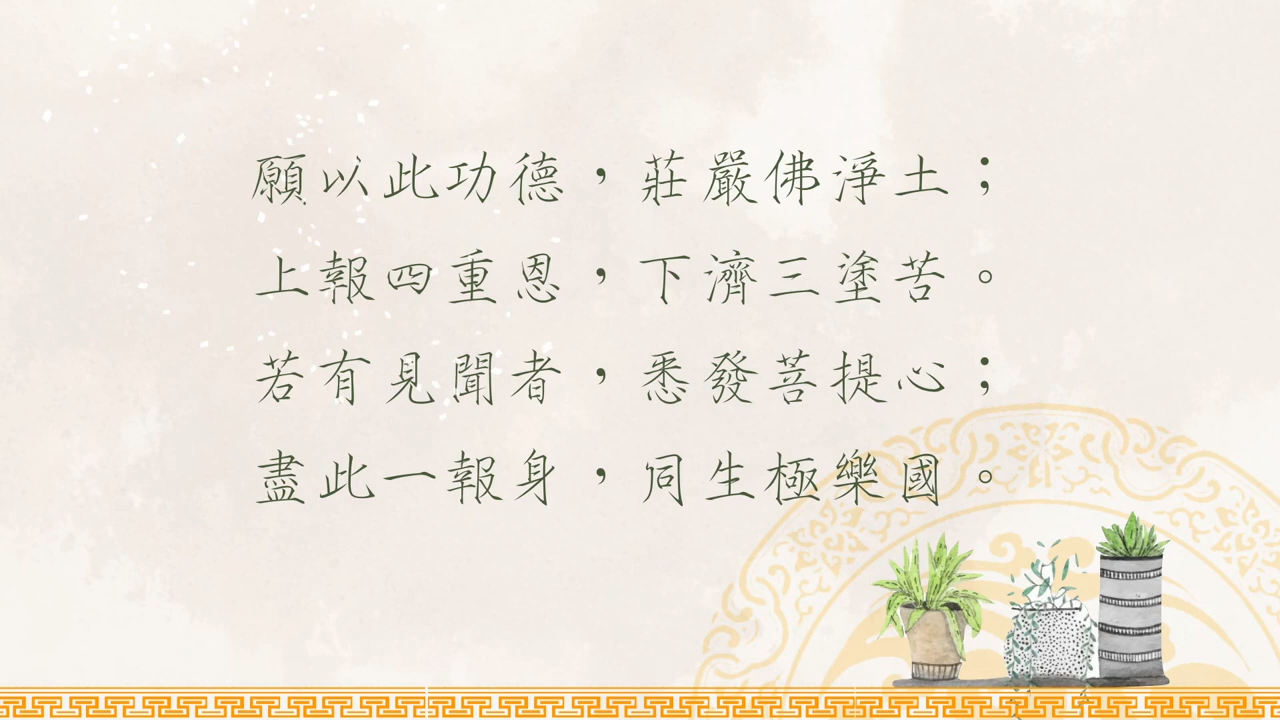 願以此功德，莊嚴佛淨土；
上報四重恩，下濟三塗苦。
若有見聞者，悉發菩提心；
盡此一報身，同生極樂國。